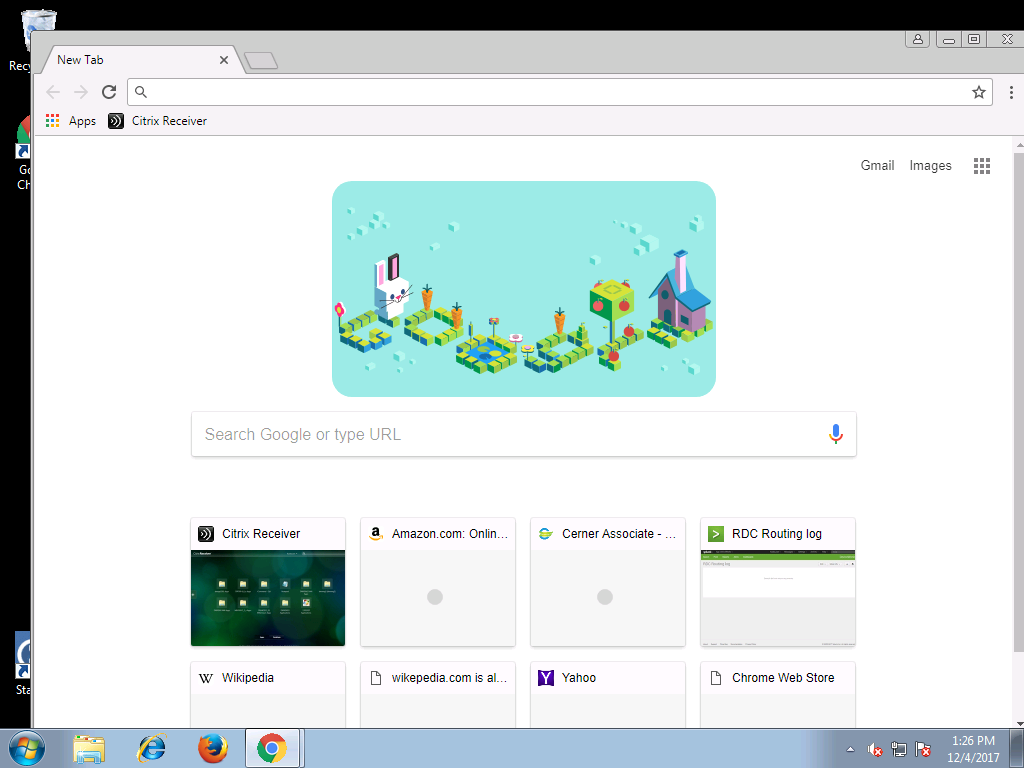 Recy
New Tab
Apps
Citrix Receiver
Go
Ch
Gmail
Images
Search Google or type URL
Citrix Receiver
Amazon.com: Onlin...
Cerner Associate - ...
RDC Routing log
Sta
Wikipedia
wikepedia.com is al...
Yahoo
Chrome Web Store
1:26 PM
12/4/2017